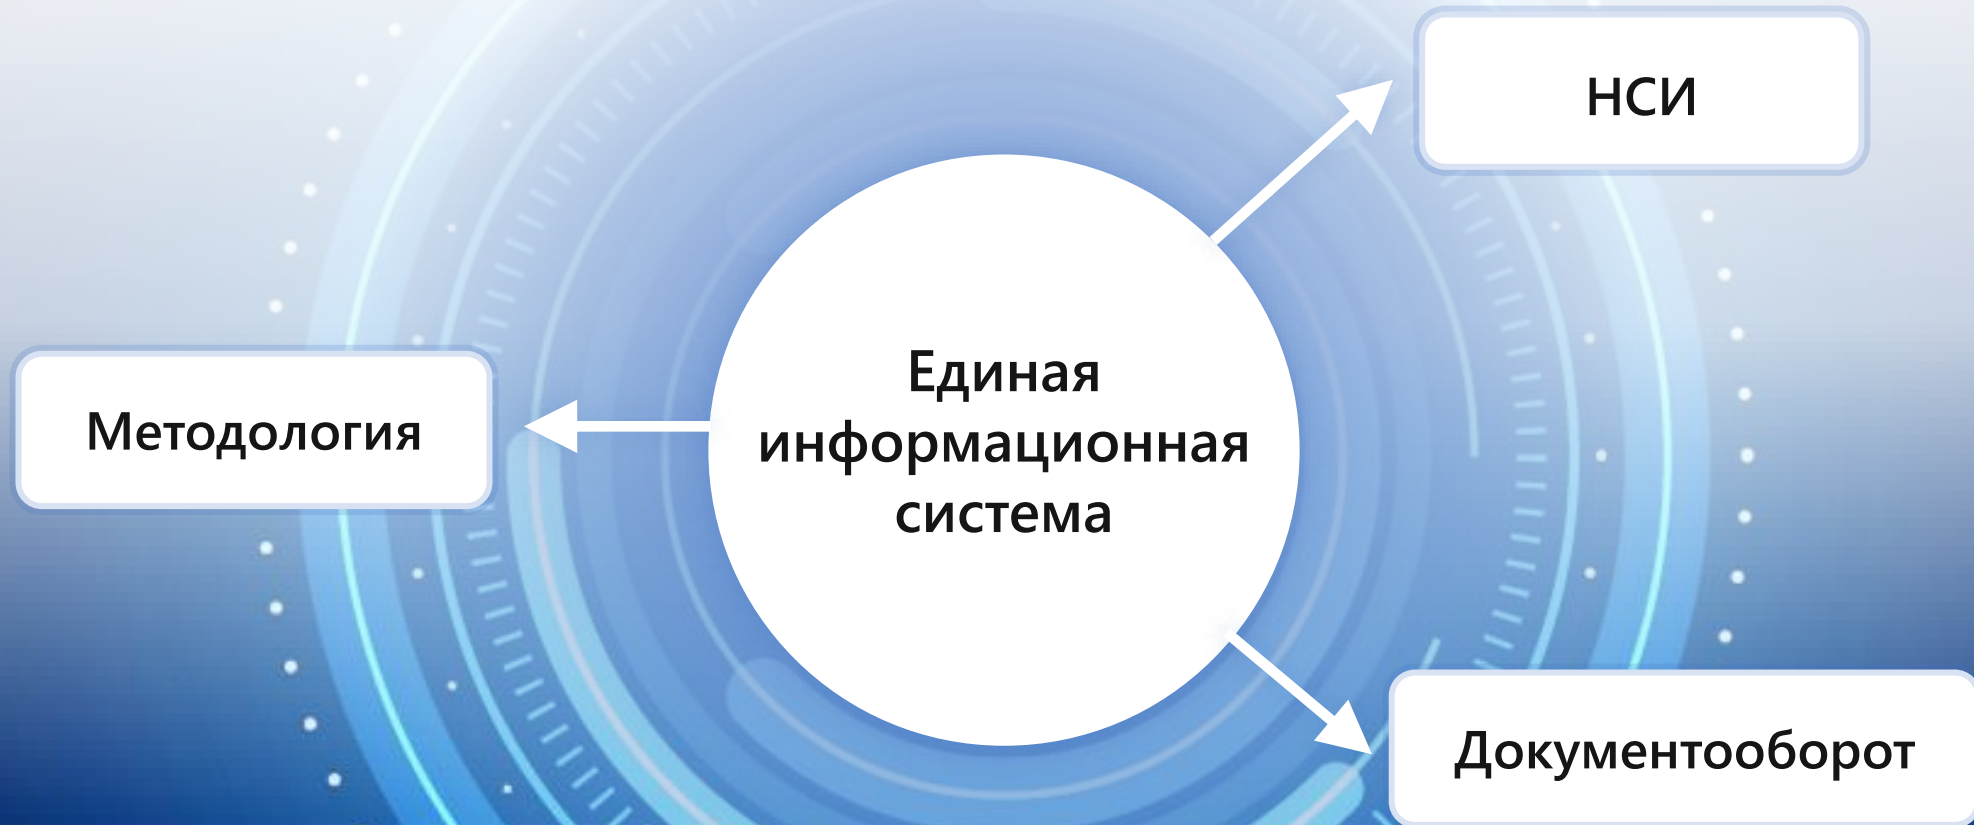 НСИ
Методология
Единая
информационная
система
Документооборот